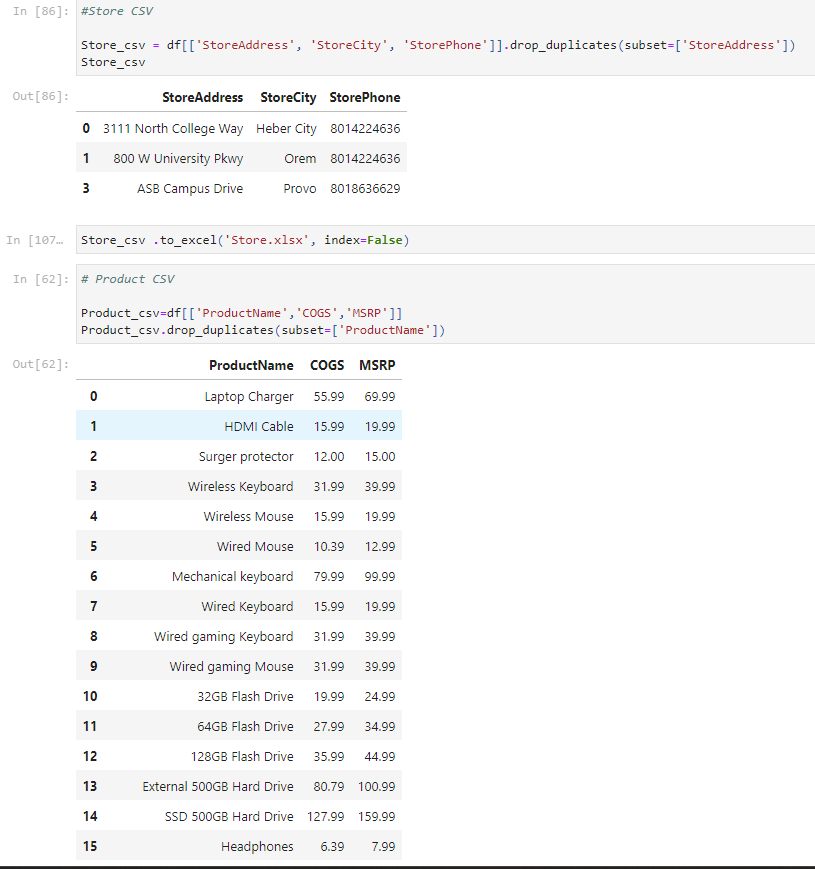 In [86]: #Store CSV
Store_csv = df[['StoreAddress', 'StoreCity', 'StorePhone']].drop_duplicates(subset=['StoreAddress'])
Store_csv
Out[86]:
StoreAddress StoreCity StorePhone
0 3111 North College Way Heber City 8014224636
1 800 W University Pkwy Orem 8014224636
3 ASB Campus Drive Provo 8018636629
In [107… Store_csv .to_excel('Store.xlsx', index=False)
In [62]: # Product CSV
Product_csv=df[['ProductName','COGS','MSRP']]
Product_csv.drop_duplicates(subset=['ProductName'])
Out[62]:
ProductName COGS MSRP
0 Laptop Charger 55.99 69.99
1 HDMI Cable 15.99 19.99
2 Surger protector 12.00 15.00
3 Wireless Keyboard 31.99 39.99
4 Wireless Mouse 15.99 19.99
5 Wired Mouse 10.39 12.99
6 Mechanical keyboard 79.99 99.99
7 Wired Keyboard 15.99 19.99
8 Wired gaming Keyboard 31.99 39.99
9 Wired gaming Mouse 31.99 39.99
10 32GB Flash Drive 19.99 24.99
11 64GB Flash Drive 27.99 34.99
12 128GB Flash Drive 35.99 44.99
13 External 500GB Hard Drive 80.79 100.99
14 SSD 500GB Hard Drive 127.99 159.99
15 Headphones 6.39 7.99